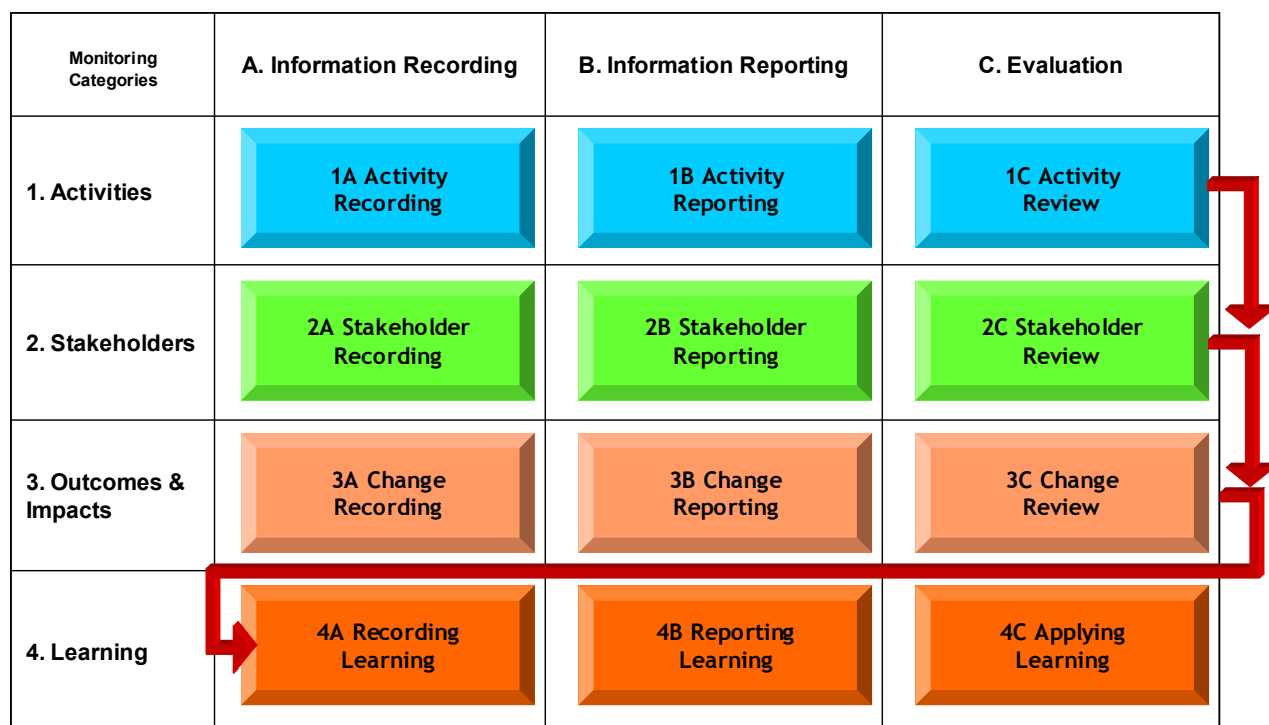 Monitoring
Categories
A. Information Recording
B. Information Reporting
C. Evaluation
1. Activities
1A Activity
Recording
1B Activity
Reporting
1C Activity
Review
2. Stakeholders
2A Stakeholder
Recording
2B Stakeholder
Reporting
2C Stakeholder
Review
3. Outcomes &
Impacts
3A Change
Recording
3B Change
Reporting
3C Change
Review
4. Learning
4A Recording
Learning
4B Reporting
Learning
4C Applying
Learning